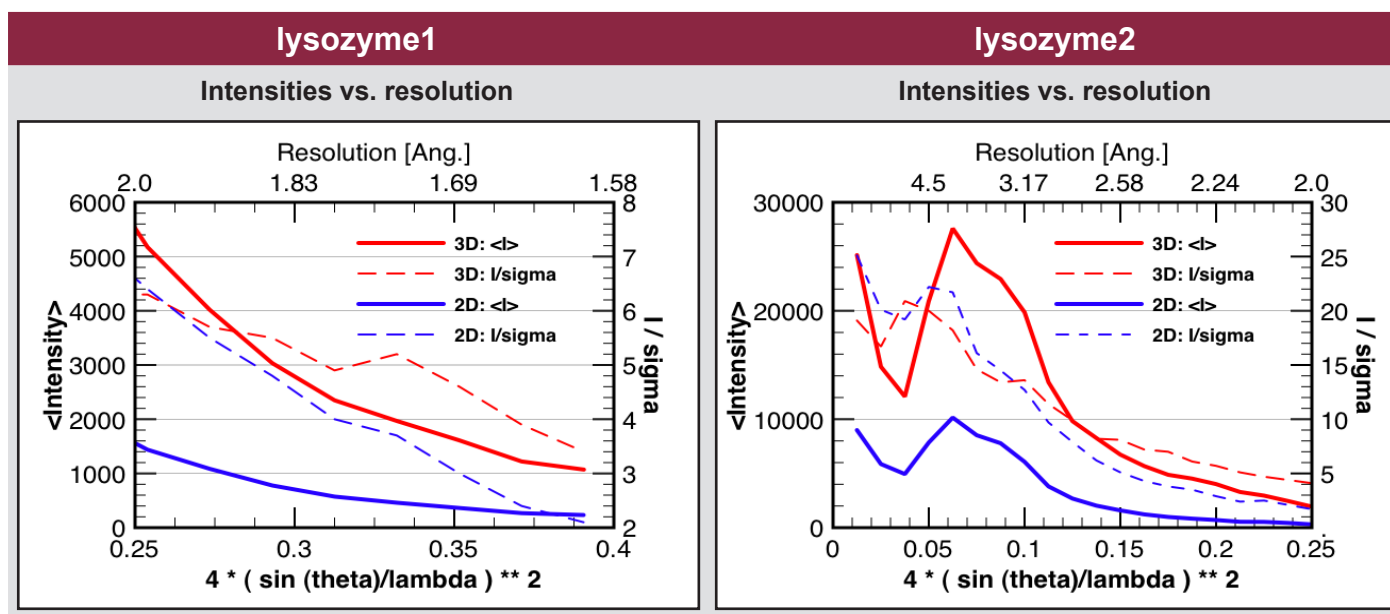 lysozyme1
Intensities vs. resolution
Resolution [Ang.]
2.0 1.83 1.69 1.58
6000
5000
4000
3000
2000
1000
0
<Intensity>
8
7
6
5
4
3
2
I / sigma
3D: <I>
3D: I/sigma
2D: <I>
2D: I/sigma
0.25 0.3 0.35 0.4
4 * ( sin (theta)/lambda ) ** 2
lysozyme2
Intensities vs. resolution
Resolution [Ang.]
4.5 3.17 2.58 2.24 2.0
30000
20000
10000
0
<Intensity>
30
25
20
15
10
5
.
I / sigma
3D: <I>
3D: I/sigma
2D: <I>
2D: I/sigma
0 0.05 0.1 0.15 0.2 0.25
4 * ( sin (theta)/lambda ) ** 2